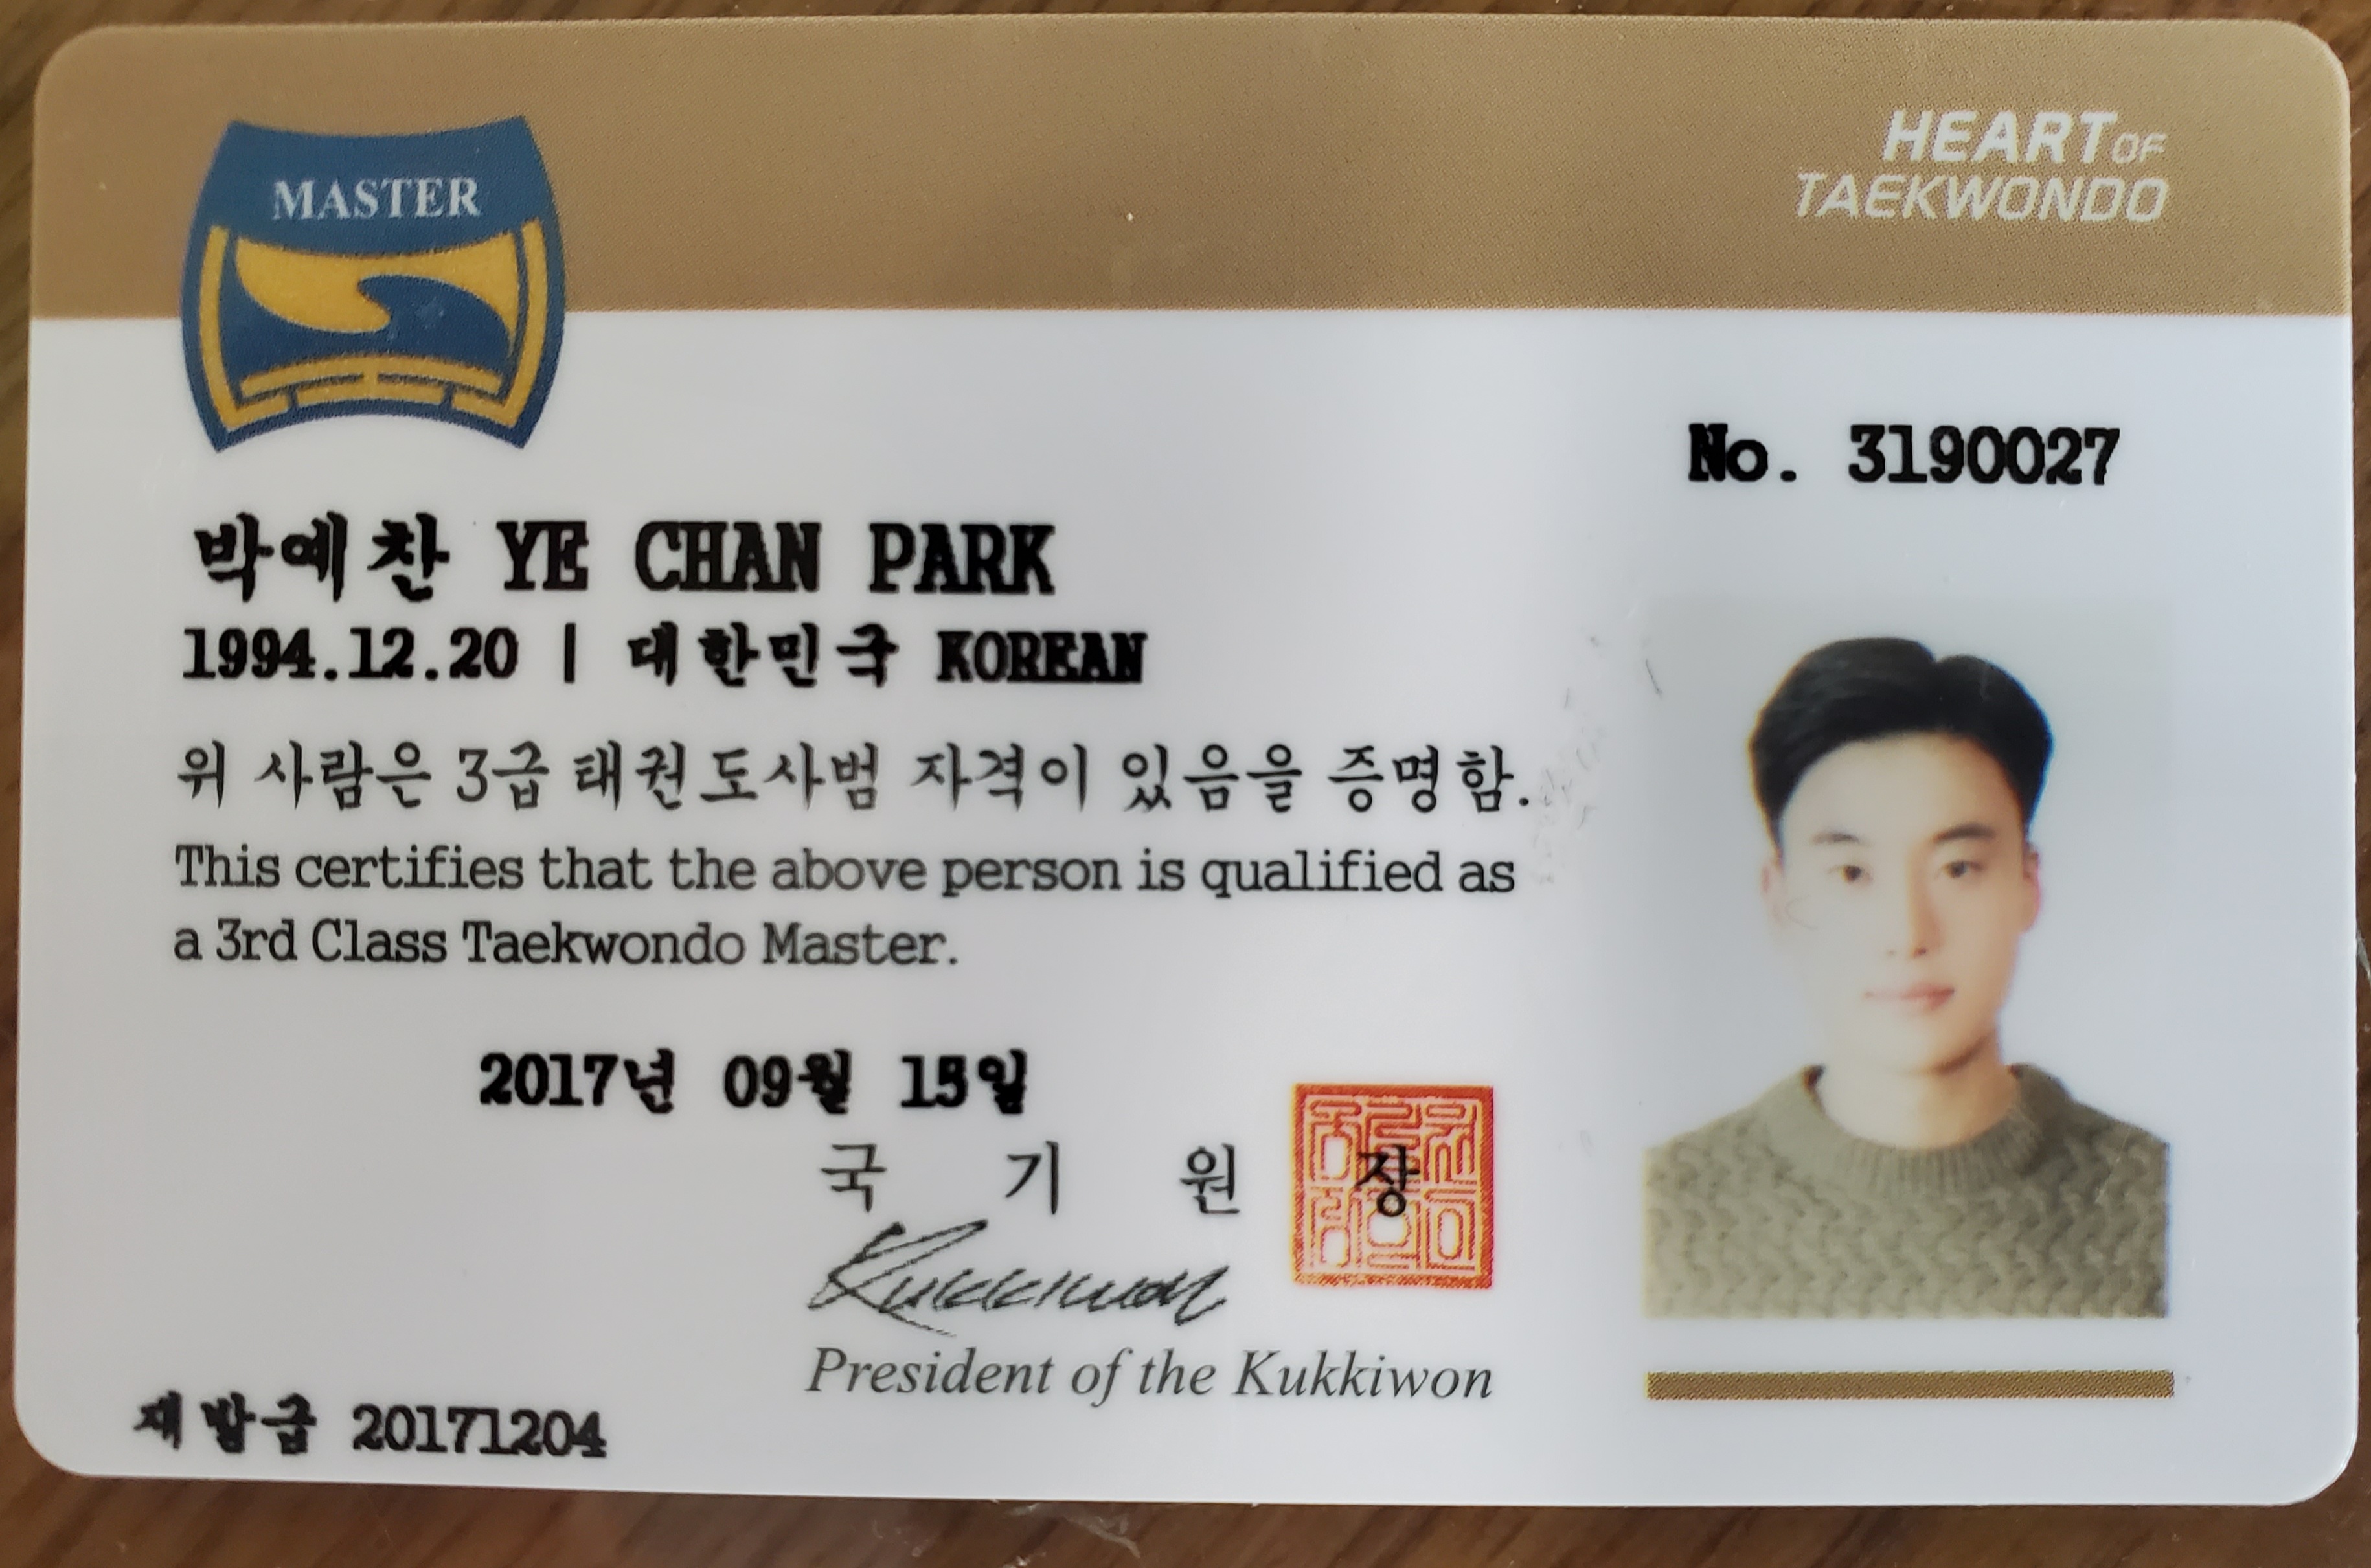 MASTER
HEART OF
TAEKWONDO
No. 3190027
박예찬 YE CHAN PARK
1994.12.20 | 대한민국 KOREAN
위 사람은 3급 태권도사범 자격이 있음을 증명함.
This certifies that the above person is qualified as
a 3rd Class Taekwondo Master.
2017년 09월 15일
국 기 원 장
Kukkiwon
President of the Kukkiwon
재발급 20171204